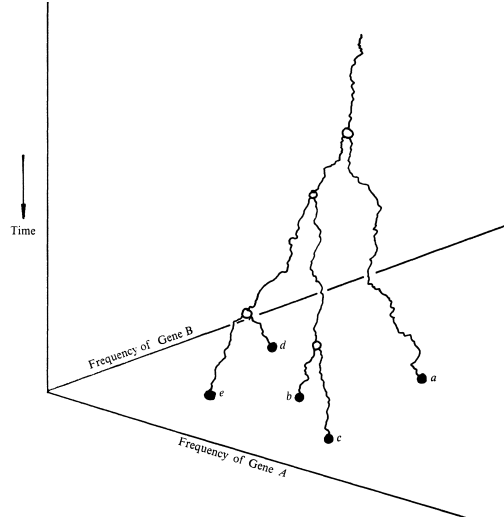 Time
Frequency of Gene B
d
e
b
a
c
Frequency of Gene A